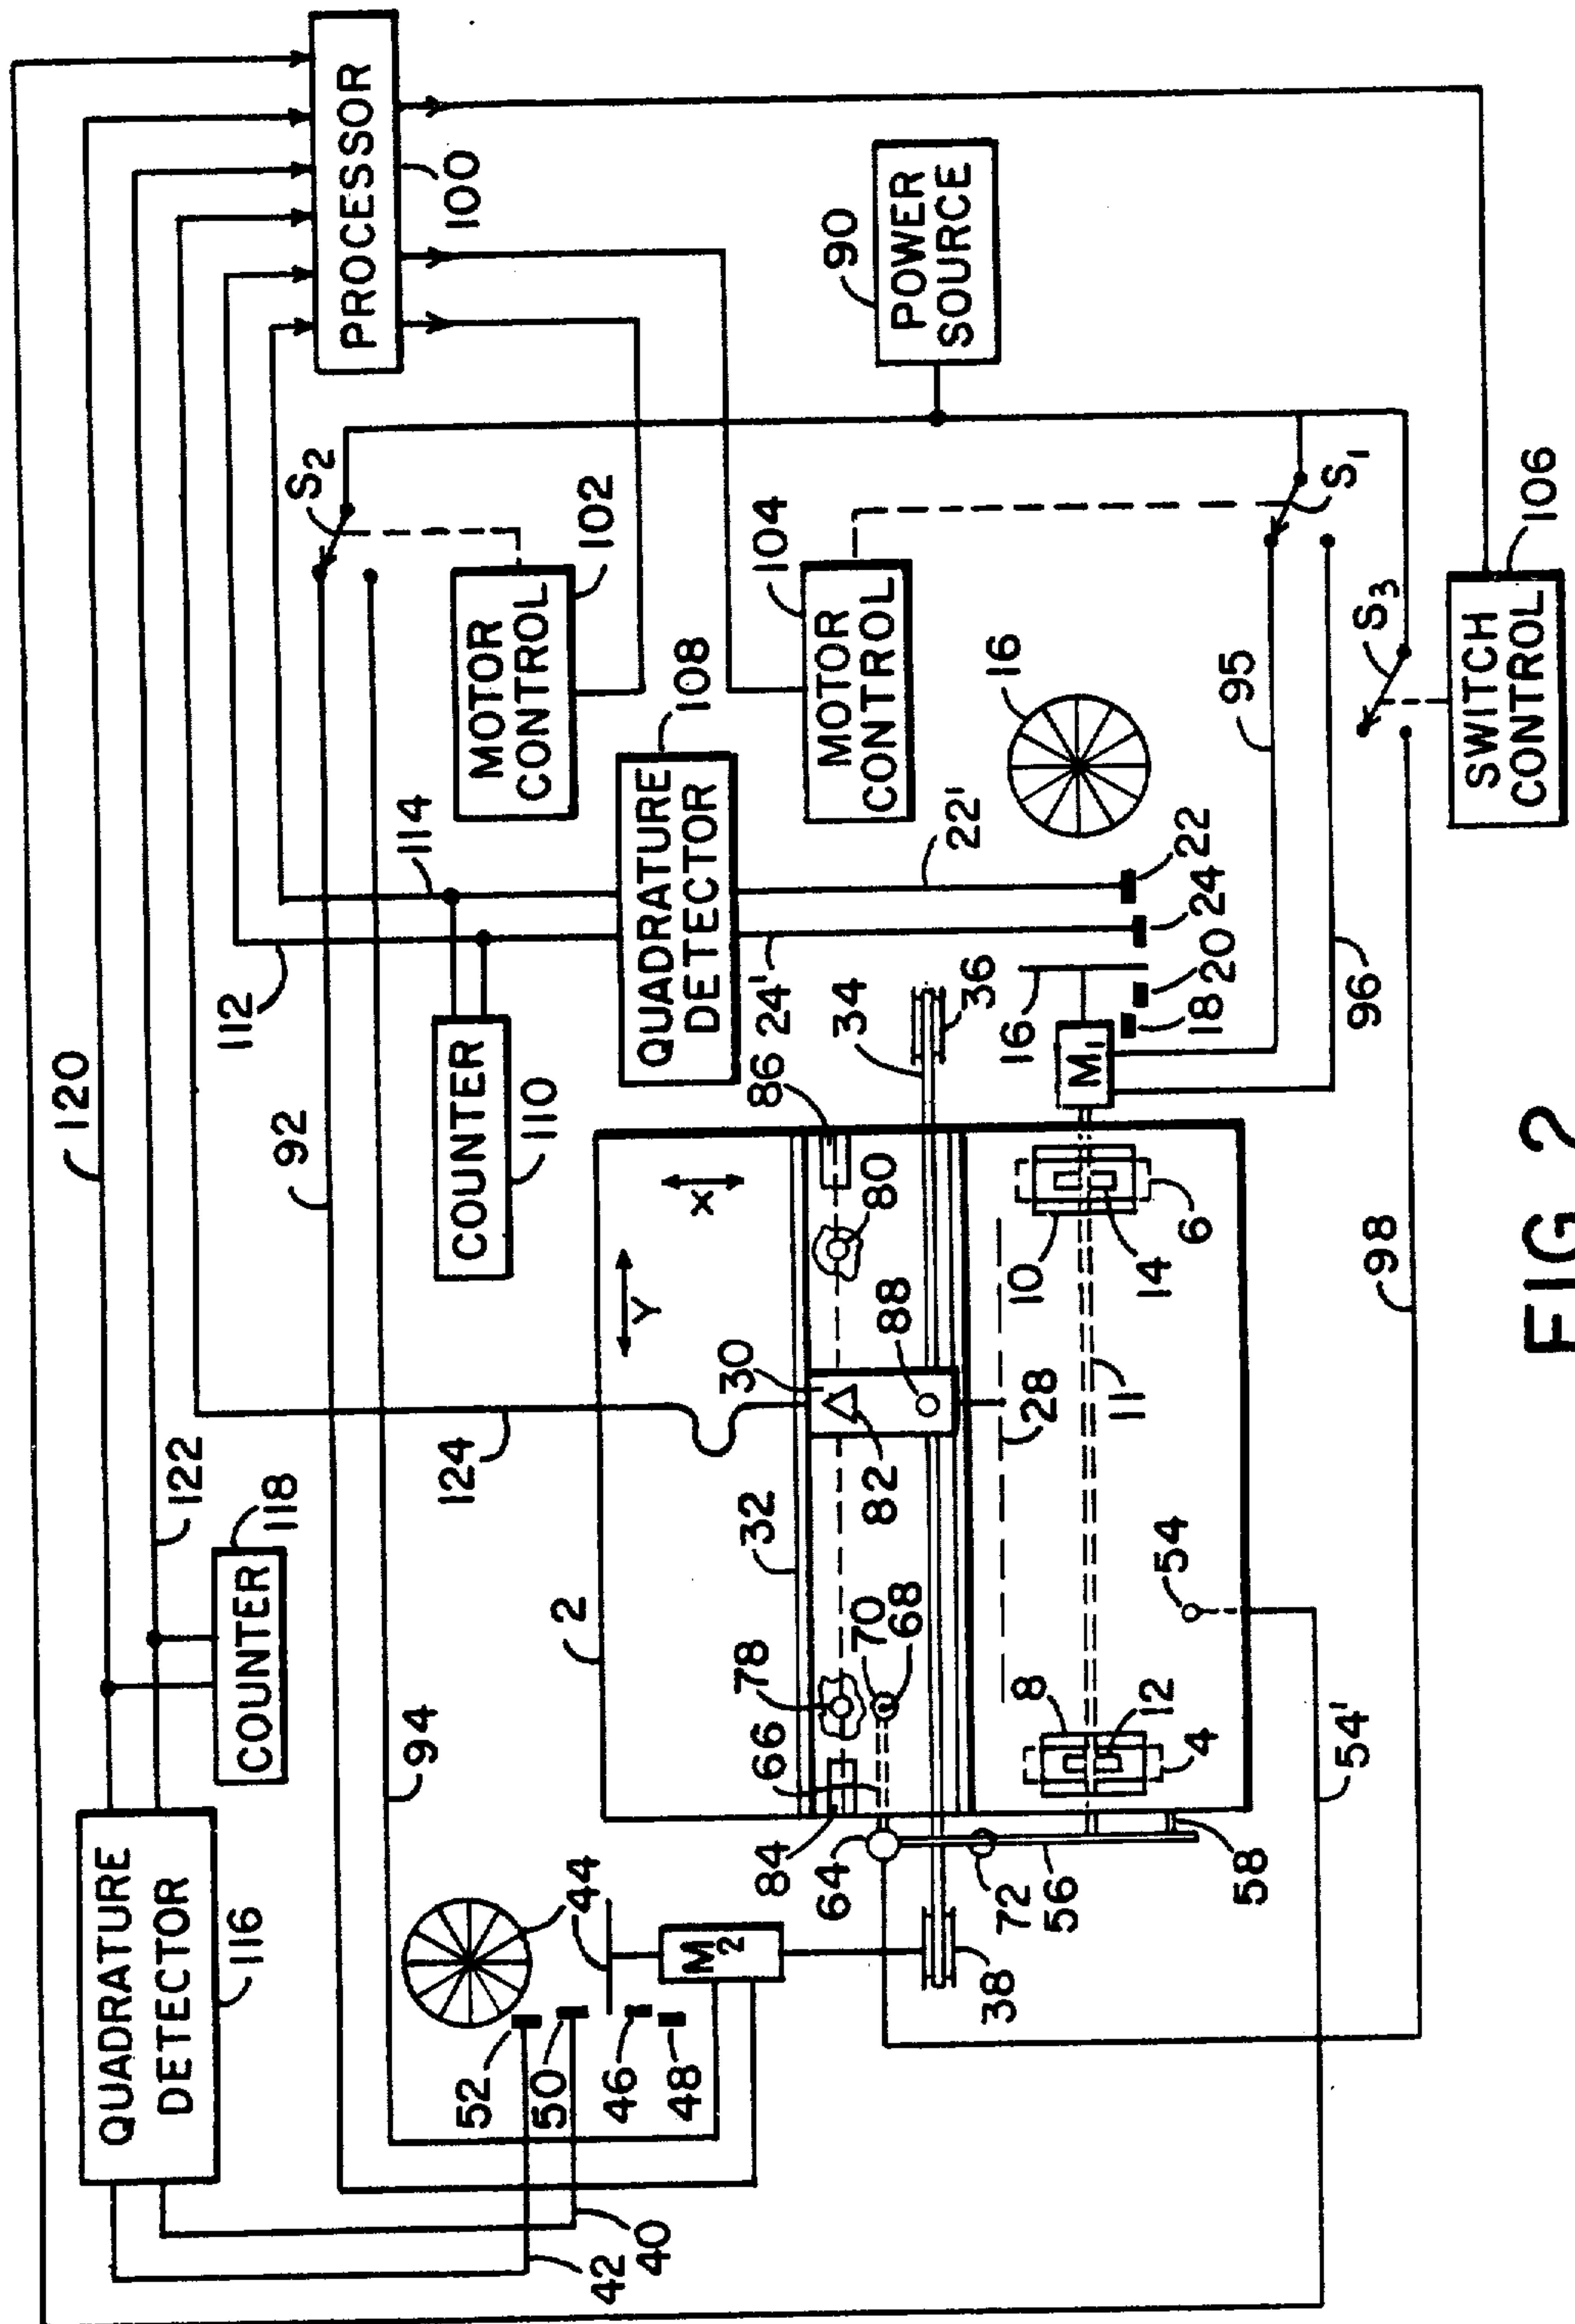 QUADRATURE
DETECTOR
116
COUNTER
118
122
120
PROCESSOR
100
42
40
52
50
46
48
44
M2
38
94
92
124
112
114
COUNTER
110
QUADRATURE
DETECTOR
108
24'
22'
S2
MOTOR
CONTROL
102
MOTOR
CONTROL
104
90
POWER
SOURCE
2
32
Y
X
84
78
66
70
68
64
72
56
58
82
30
88
80
86
34
36
28
8
12
4
11
10
14
6
54
54'
M1
16
18
20
24
22
16
95
96
98
S1
S3
SWITCH
CONTROL
106
FIG 2